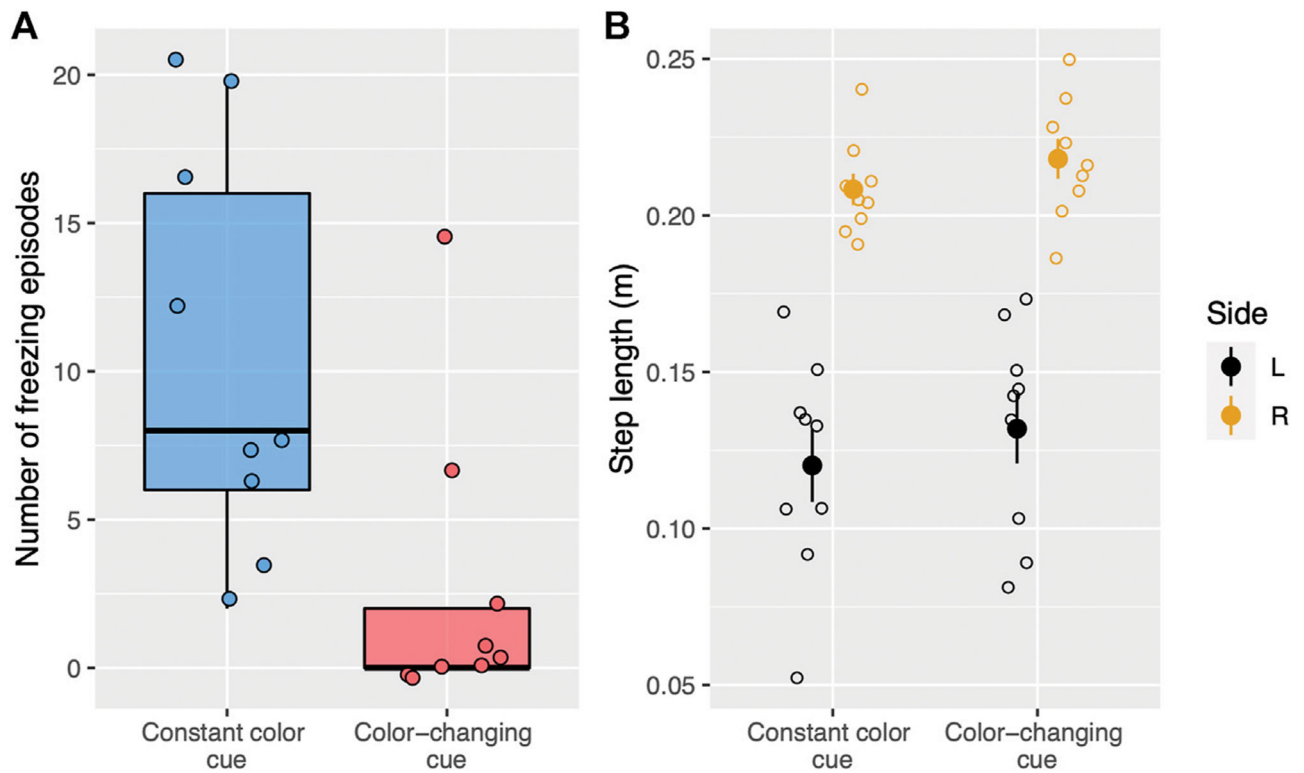 A
Number of freezing episodes
20
15
10
5
0
Constant color
cue
Color−changing
cue
B
Step length (m)
0.25
0.20
0.15
0.10
0.05
Constant color
cue
Color−changing
cue
Side
L
R